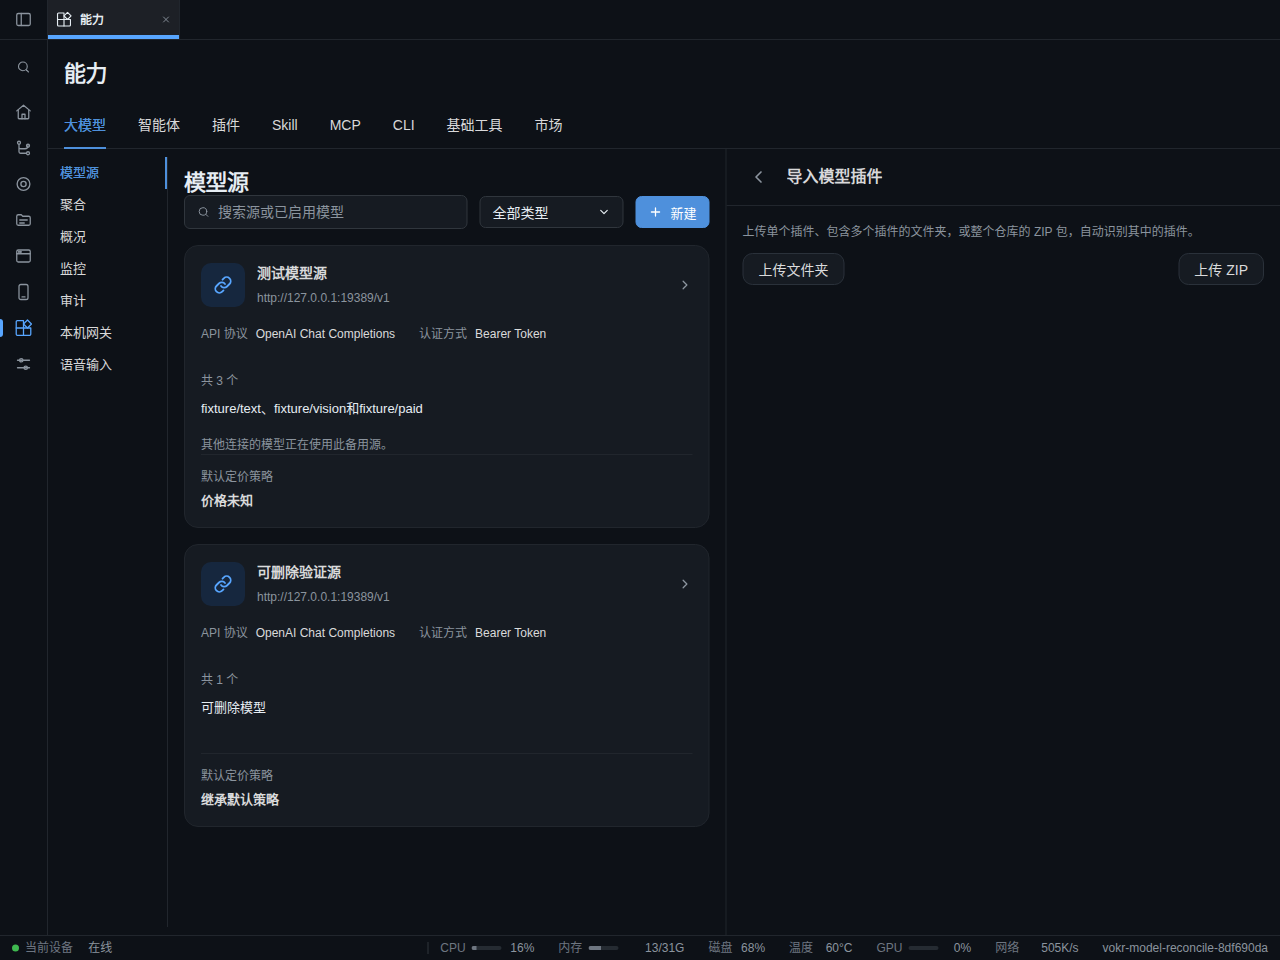 能力
能力
大模型 智能体 插件 Skill MCP CLI 基础工具 市场
模型源
聚合
概况
监控
审计
本机网关
语音输入
模型源
搜索源或已启用模型 全部类型 新建
测试模型源
http://127.0.0.1:19389/v1
API 协议 OpenAI Chat Completions 认证方式 Bearer Token
共 3 个
fixture/text、fixture/vision和fixture/paid
其他连接的模型正在使用此备用源。
默认定价策略
价格未知
可删除验证源
http://127.0.0.1:19389/v1
API 协议 OpenAI Chat Completions 认证方式 Bearer Token
共 1 个
可删除模型
默认定价策略
继承默认策略
导入模型插件
上传单个插件、包含多个插件的文件夹，或整个仓库的 ZIP 包，自动识别其中的插件。
上传文件夹 上传 ZIP
当前设备 在线 CPU 16% 内存 13/31G 磁盘 68% 温度 60°C GPU 0% 网络 505K/s vokr-model-reconcile-8df690da